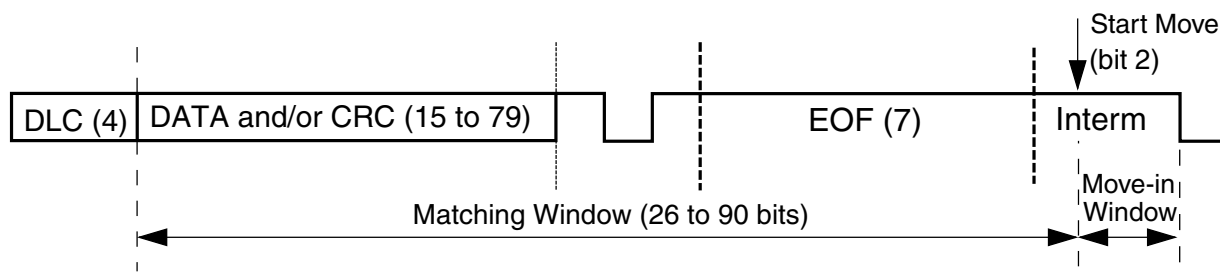 Start Move
(bit 2)
DLC (4)
DATA and/or CRC (15 to 79)
EOF (7)
Interm
Matching Window (26 to 90 bits)
Move-in
Window